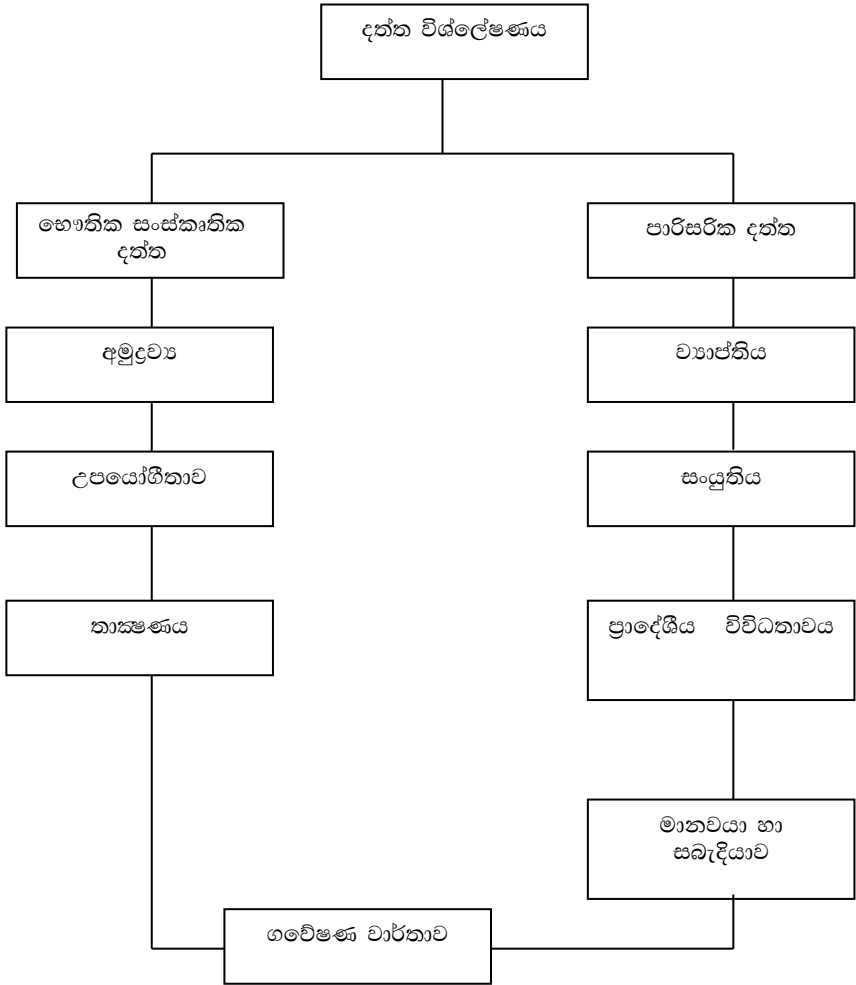 දත්ත විශ්ලේෂණය
භෞතික සංස්කෘතික
දත්ත
පාරිසරික දත්ත
අමුද්‍රව්‍ය
ව්‍යාප්තිය
උපයෝගීතාව
සංයුතිය
තාක්‍ෂණය
ප්‍රාදේශීය විවිධතාවය
මානවයා හා
සබැදියාව
ගවේෂණ වාර්තාව